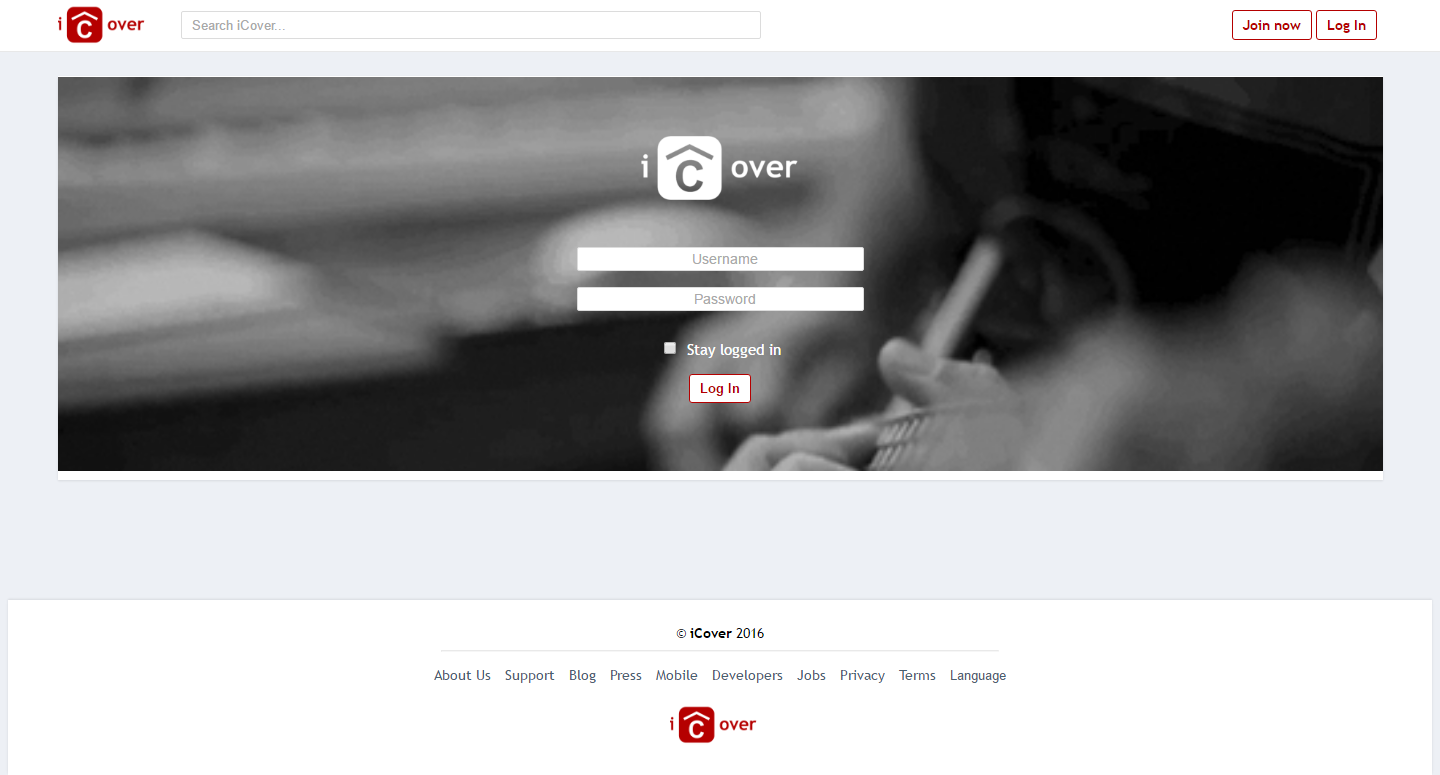 i C over Search iCover... Join now Log In
i C over
Username
Password
Stay logged in
Log In
© iCover 2016
About Us Support Blog Press Mobile Developers Jobs Privacy Terms Language
i C over